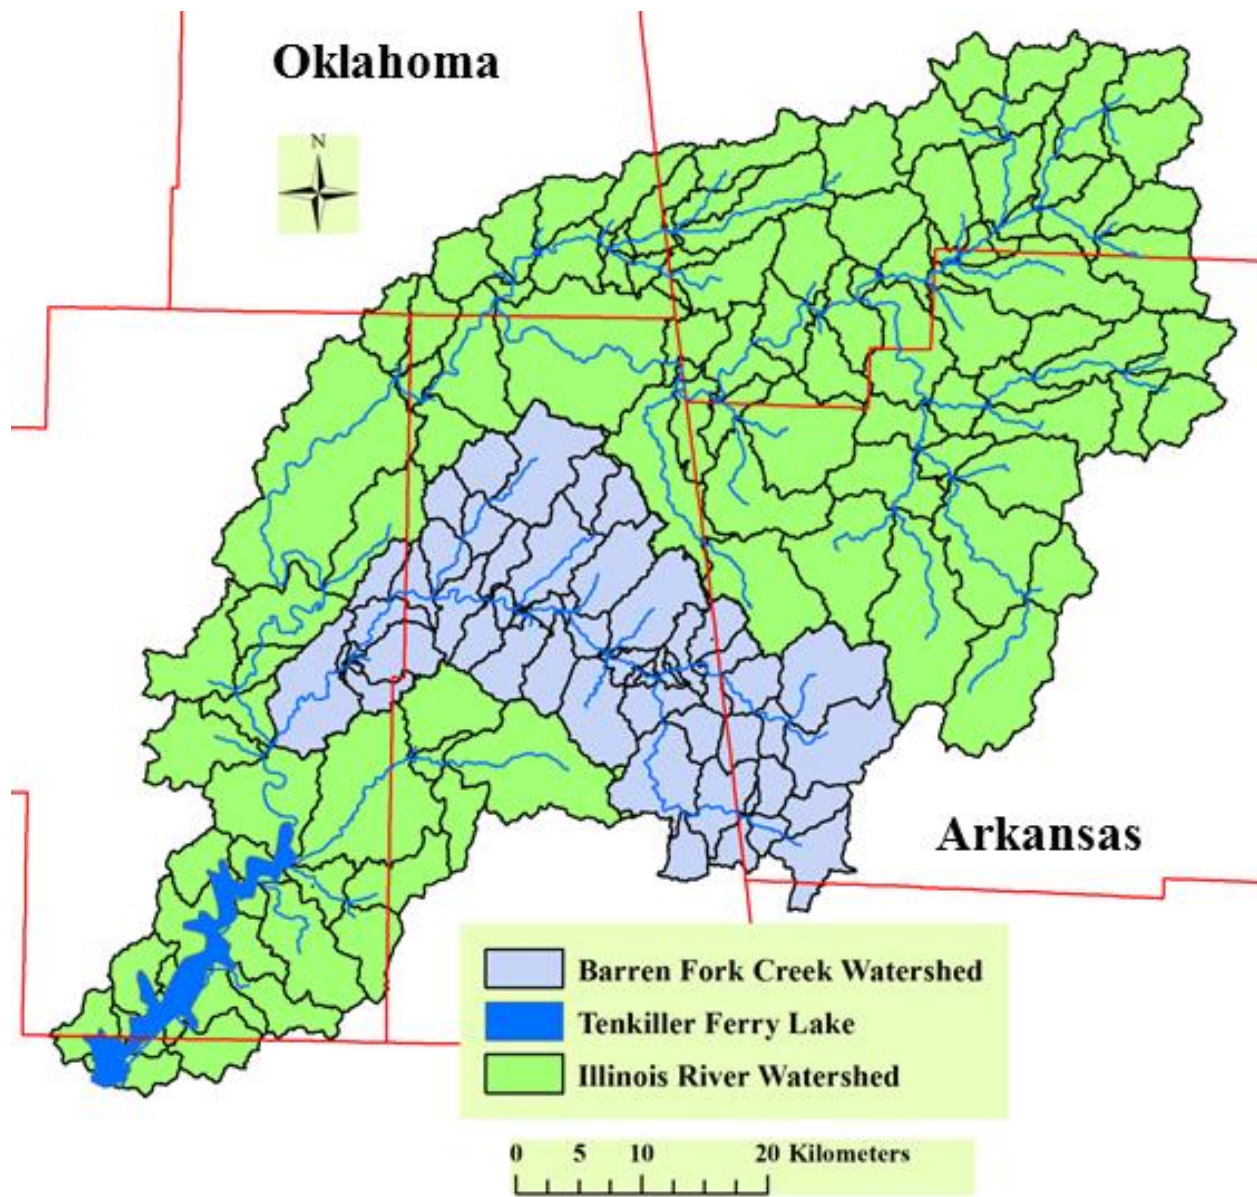 Oklahoma
N
Arkansas
Barren Fork Creek Watershed
Tenkiller Ferry Lake
Illinois River Watershed
0 5 10 20 Kilometers